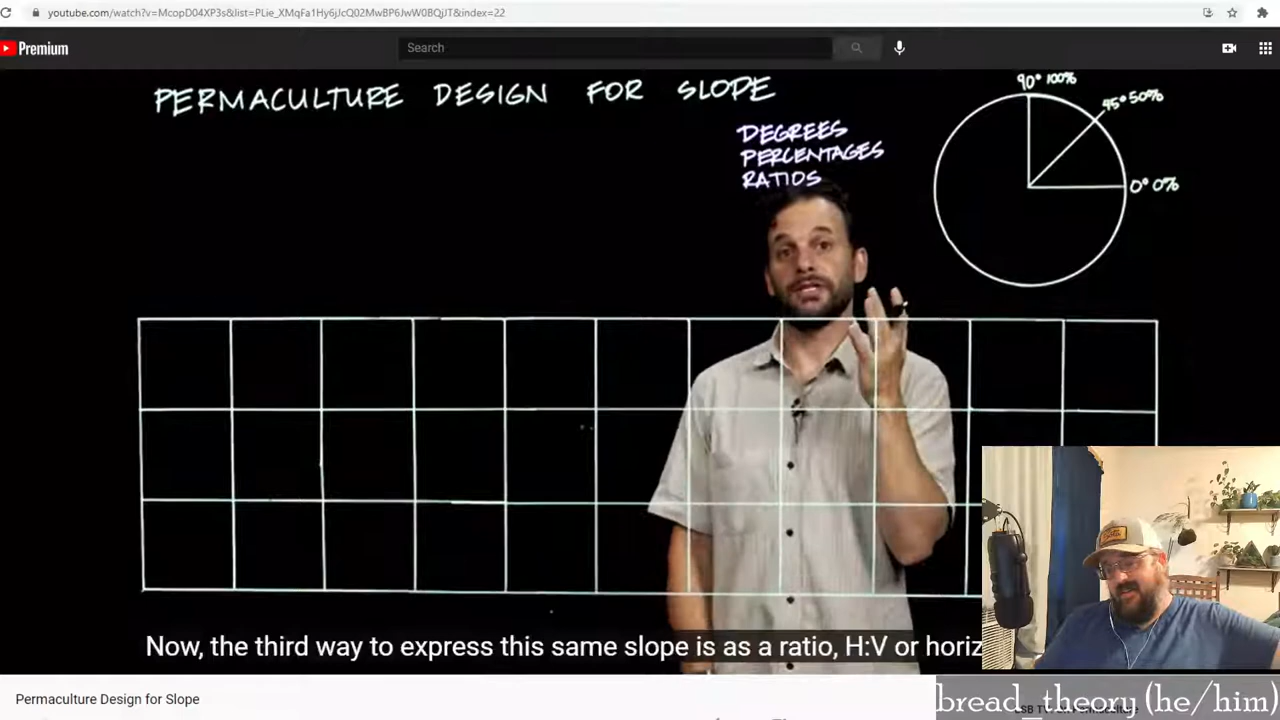 youtube.com/watch?v=McopD04XP3s&list=PLie_XMqFa1Hy6jJcQ02MwBP6JwW0BQjJT&index=22
Premium
Search
PERMACULTURE DESIGN FOR SLOPE
DEGREES
PERCENTAGES
RATIOS
90° 100%
45° 50%
0° 0%
Now, the third way to express this same slope is as a ratio, H:V or horiz
Permaculture Design for Slope
bread_theory (he/him)